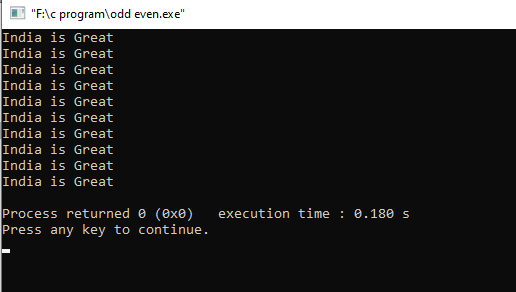 "F:\c program\odd even.exe"
India is Great
India is Great
India is Great
India is Great
India is Great
India is Great
India is Great
India is Great
India is Great
India is Great
Process returned 0 (0x0)   execution time : 0.180 s
Press any key to continue.